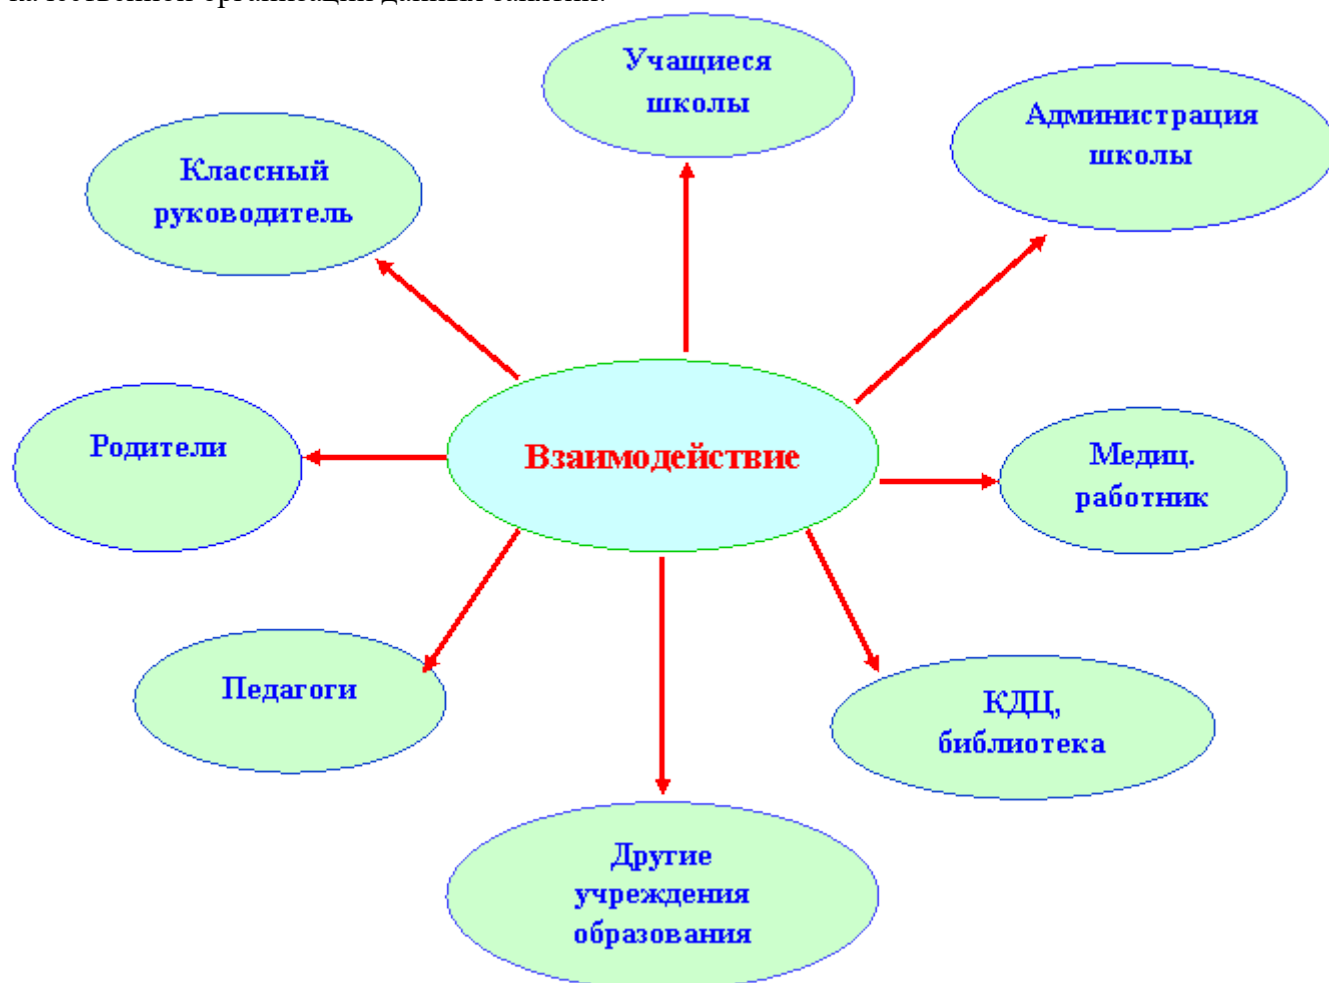 Учащиеся
школы
Администрация
школы
Классный
руководитель
Родители
Взаимодействие
Медиц.
работник
Педагоги
КДЦ,
библиотека
Другие
учреждения
образования